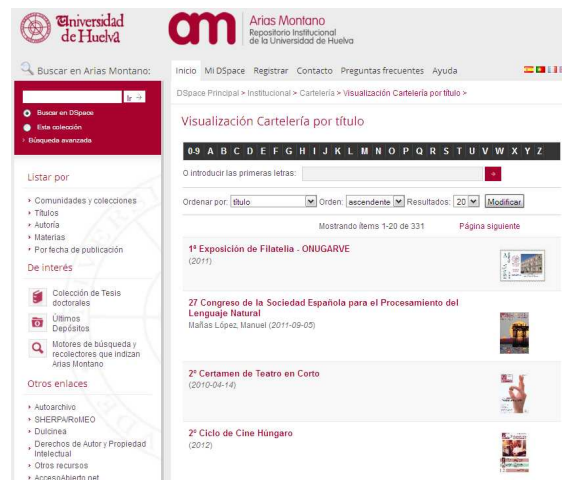 Universidad
de Huelva
am
Arias Montano
Repositorio Institucional
de la Universidad de Huelva
Buscar en Arias Montano:
Inicio Mi DSpace Registrar Contacto Preguntas frecuentes Ayuda
Ir →
Buscar en DSpace
Esta colección
› Búsqueda avanzada
DSpace Principal > Institucional > Cartelería > Visualización Cartelería por título >
Visualización Cartelería por título
0-9 A B C D E F G H I J K L M N O P Q R S T U V W X Y Z
O introducir las primeras letras:
Ordenar por: título Orden: ascendente Resultados: 20 Modificar
Mostrando ítems 1-20 de 331 Página siguiente
1ª Exposición de Filatelia - ONUGARVE
(2011)
27 Congreso de la Sociedad Española para el Procesamiento del
Lenguaje Natural
Mañas López, Manuel (2011-09-05)
2º Certamen de Teatro en Corto
(2010-04-14)
2º Ciclo de Cine Húngaro
(2012)
Listar por
› Comunidades y colecciones
› Títulos
› Autoría
› Materias
› Por fecha de publicación
De interés
Colección de Tesis
doctorales
Últimos
Depósitos
Motores de búsqueda y
recolectores que indizan
Arias Montano
Otros enlaces
› Autoarchivo
› SHERPA/RoMEO
› Dulcinea
› Derechos de Autor y Propiedad
Intelectual
› Otros recursos
› AccesoAbierto.net